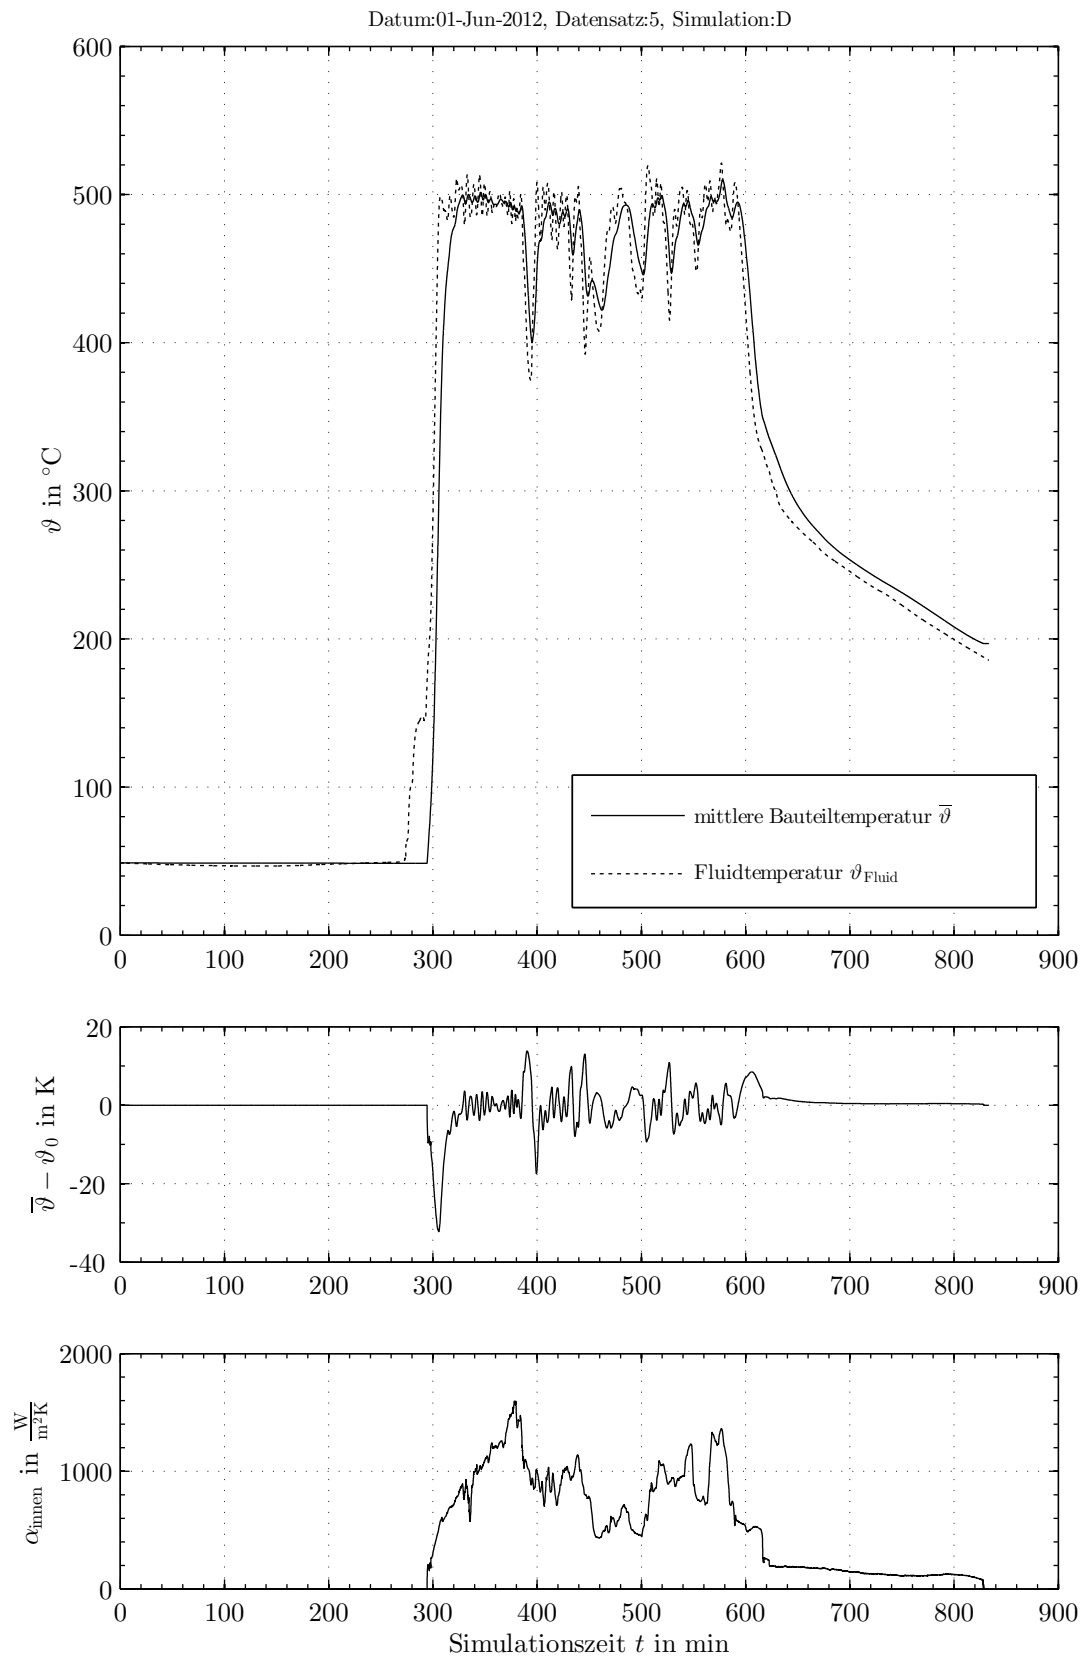 Datum:01-Jun-2012, Datensatz:5, Simulation:D
600
500
400
300
200
100
0
ϑ in °C
mittlere Bauteiltemperatur ϑ̅
Fluidtemperatur ϑ_Fluid
0 100 200 300 400 500 600 700 800 900
20
0
-20
-40
ϑ̅ − ϑ₀ in K
0 100 200 300 400 500 600 700 800 900
2000
1000
0
α_innen in W/m²K
0 100 200 300 400 500 600 700 800 900
Simulationszeit t in min